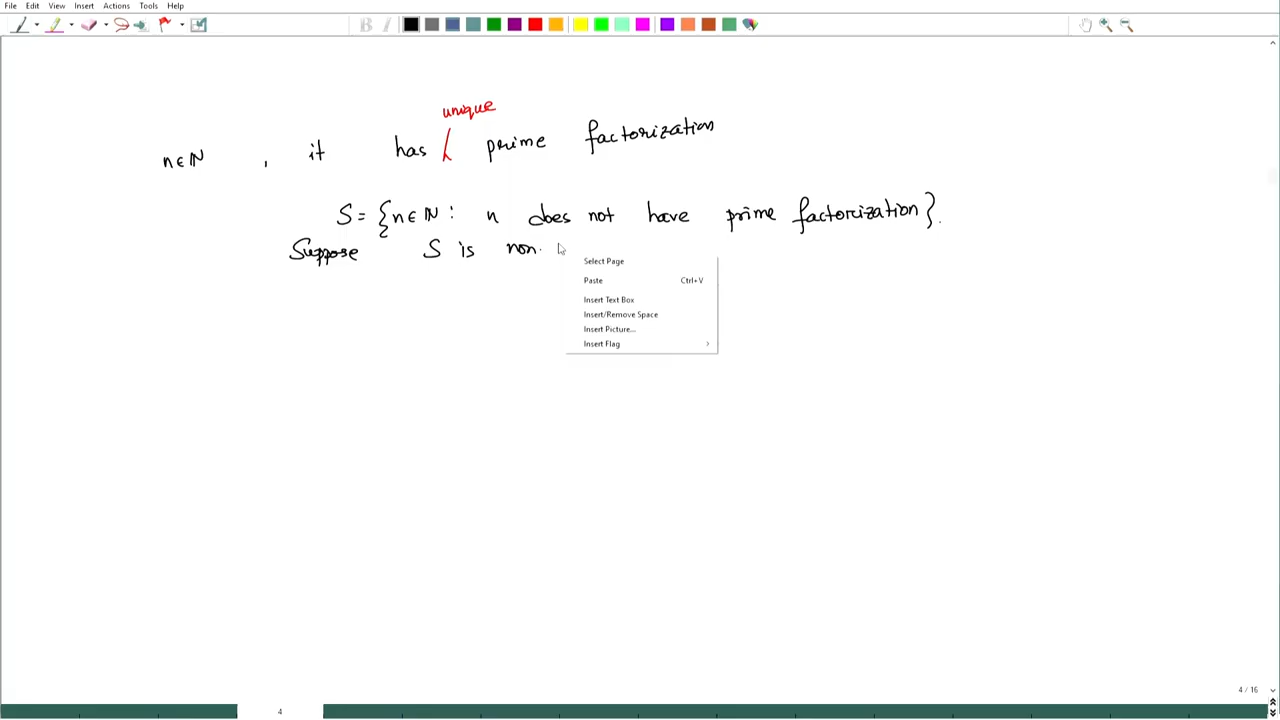 File Edit View Insert Actions Tools Help
B I
unique
n∈ℕ , it has prime factorization
S = {n∈ℕ : n does not have prime factorization}.
Suppose S is non.
Select Page
Paste Ctrl+V
Insert Text Box
Insert/Remove Space
Insert Picture...
Insert Flag
4 / 16
4